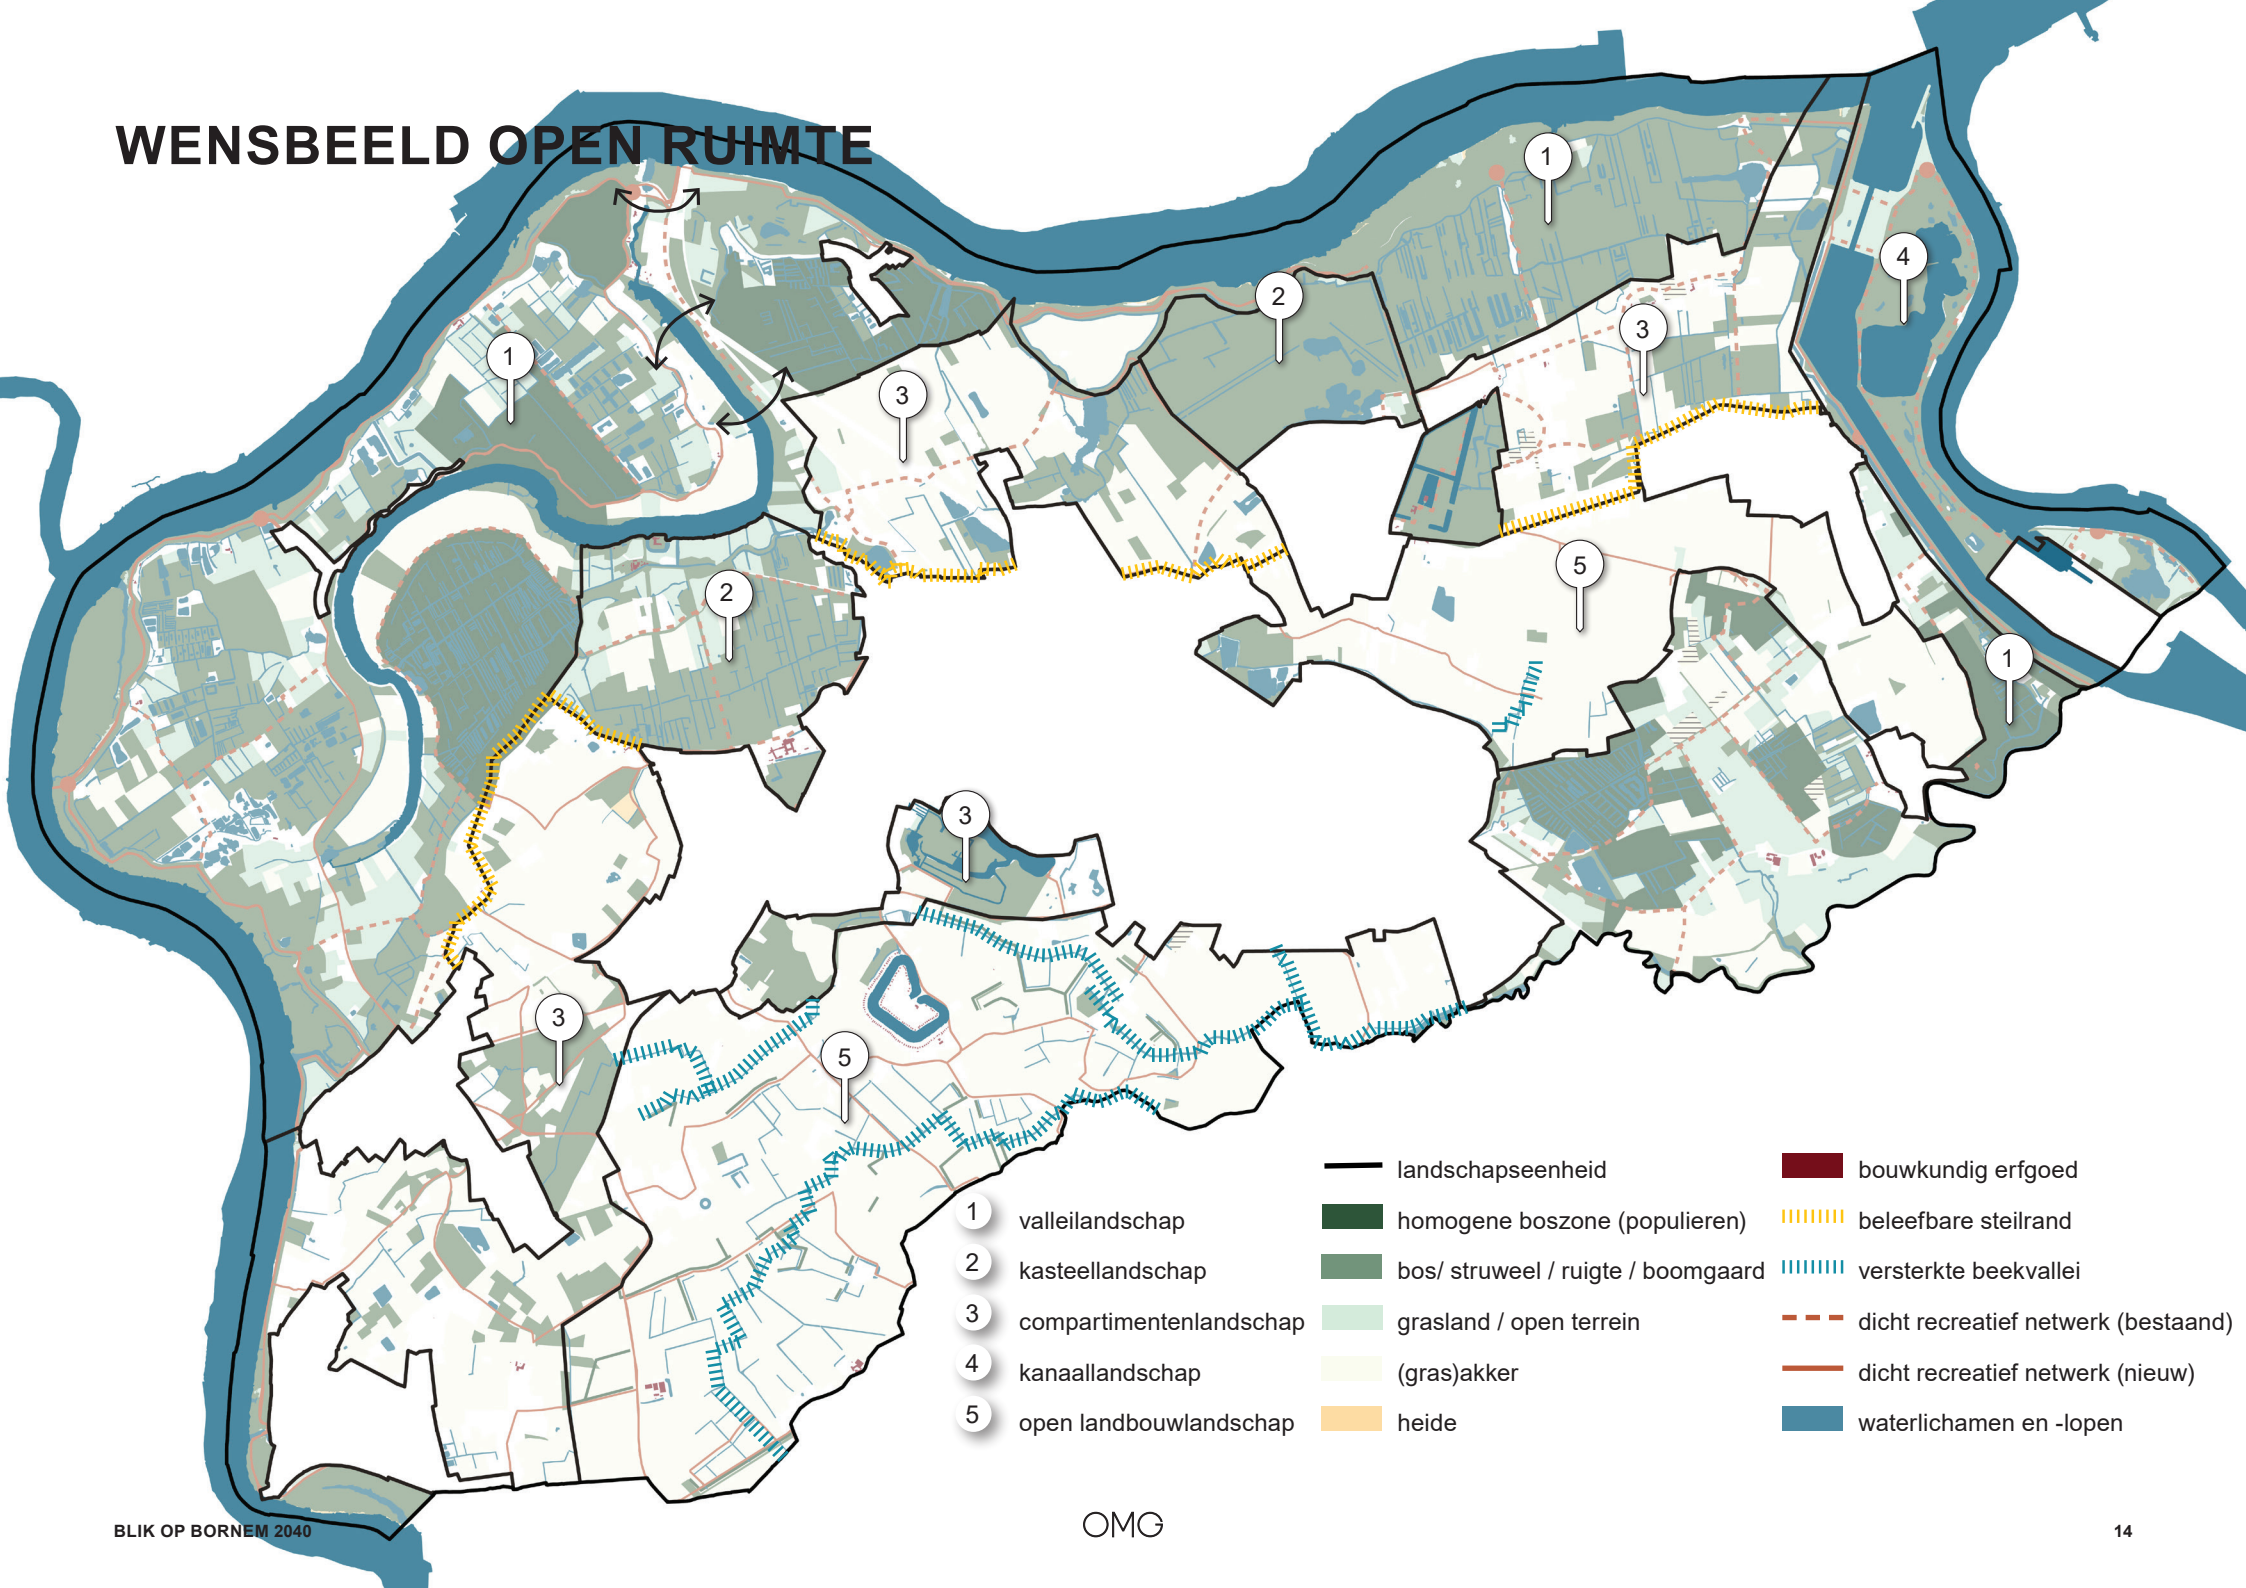 WENSBEELD OPEN RUIMTE
1
4
2
3
1
3
5
2
1
3
3
5
landschapseenheid
bouwkundig erfgoed
1 valleilandschap
homogene boszone (populieren)
beleefbare steilrand
2 kasteellandschap
bos/ struweel / ruigte / boomgaard
versterkte beekvallei
3 compartimentenlandschap
grasland / open terrein
dicht recreatief netwerk (bestaand)
4 kanaallandschap
(gras)akker
dicht recreatief netwerk (nieuw)
5 open landbouwlandschap
heide
waterlichamen en -lopen
BLIK OP BORNEM 2040
OMG
14